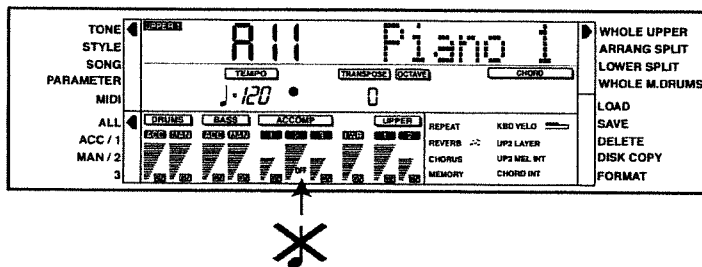 TONE
STYLE
SONG
PARAMETER
MIDI
ALL
ACC / 1
MAN / 2
3
UPPER 1
A11 Piano 1
TEMPO TRANSPOSE OCTAVE CHORD
♩=120 0
DRUMS BASS ACCOMP UPPER
ACC MAN ACC MAN 1 2 3 LWR 1 2
OFF
REPEAT KBD VELO
REVERB UP2 LAYER
CHORUS UP2 MEL INT
MEMORY CHORD INT
WHOLE UPPER
ARRANG SPLIT
LOWER SPLIT
WHOLE M.DRUMS
LOAD
SAVE
DELETE
DISK COPY
FORMAT